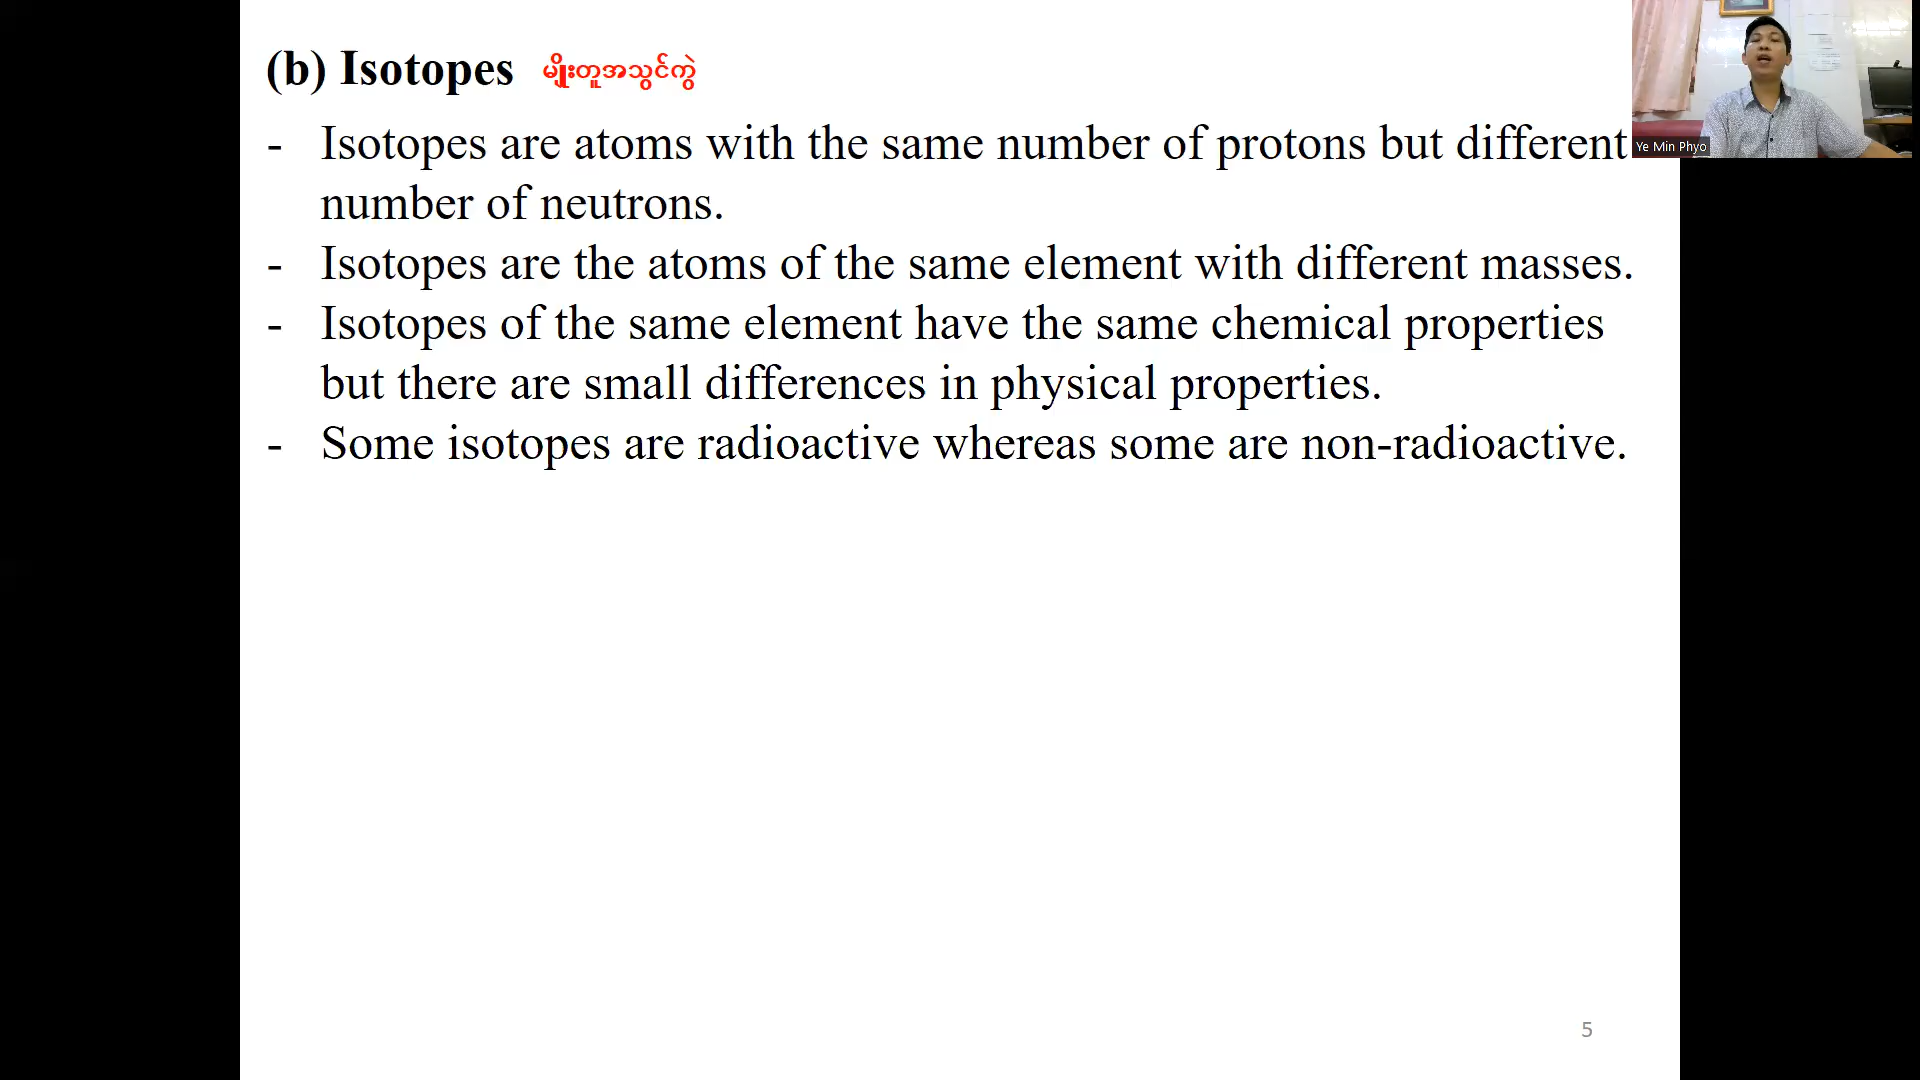 (b) Isotopes မျိုးတူအသွင်ကွဲ
- Isotopes are atoms with the same number of protons but different
number of neutrons.
- Isotopes are the atoms of the same element with different masses.
- Isotopes of the same element have the same chemical properties
but there are small differences in physical properties.
- Some isotopes are radioactive whereas some are non-radioactive.
Ye Min Phyo
5